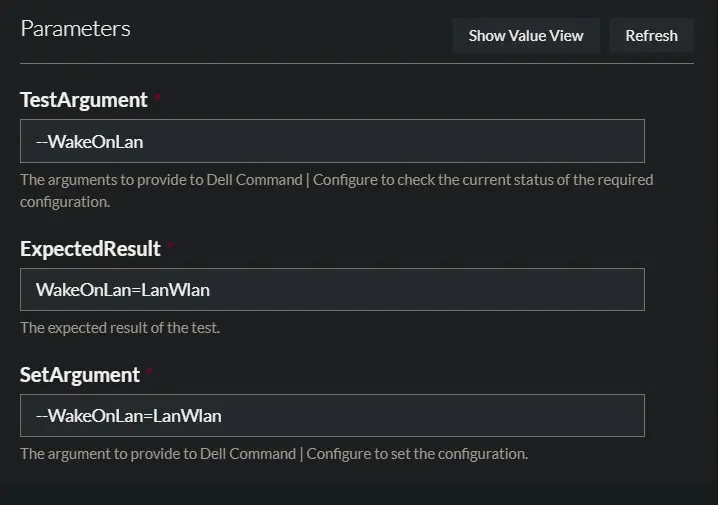 Parameters
Show Value View
Refresh
TestArgument *
--WakeOnLan
The arguments to provide to Dell Command | Configure to check the current status of the required
configuration.
ExpectedResult *
WakeOnLan=LanWlan
The expected result of the test.
SetArgument *
--WakeOnLan=LanWlan
The argument to provide to Dell Command | Configure to set the configuration.